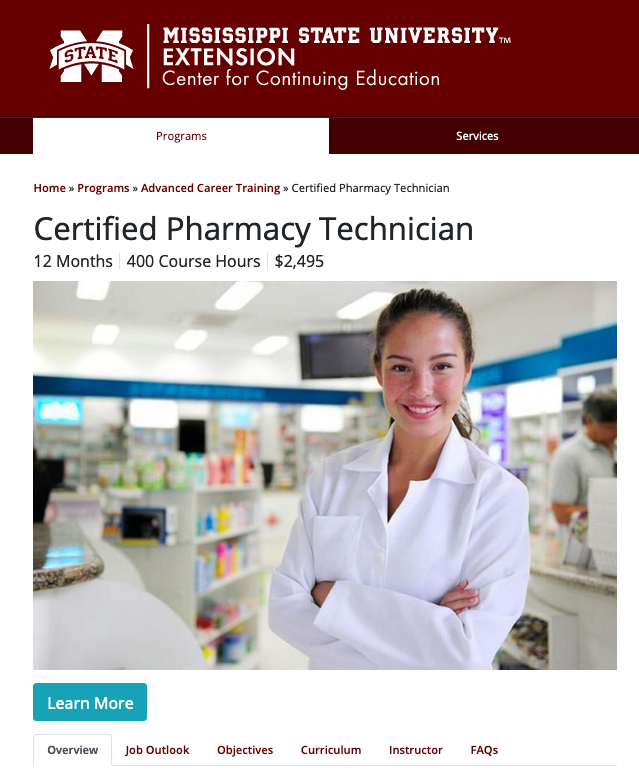 STATE
MISSISSIPPI STATE UNIVERSITY™
EXTENSION
Center for Continuing Education
Programs
Services
Home » Programs » Advanced Career Training » Certified Pharmacy Technician
Certified Pharmacy Technician
12 Months 400 Course Hours $2,495
Learn More
Overview Job Outlook Objectives Curriculum Instructor FAQs